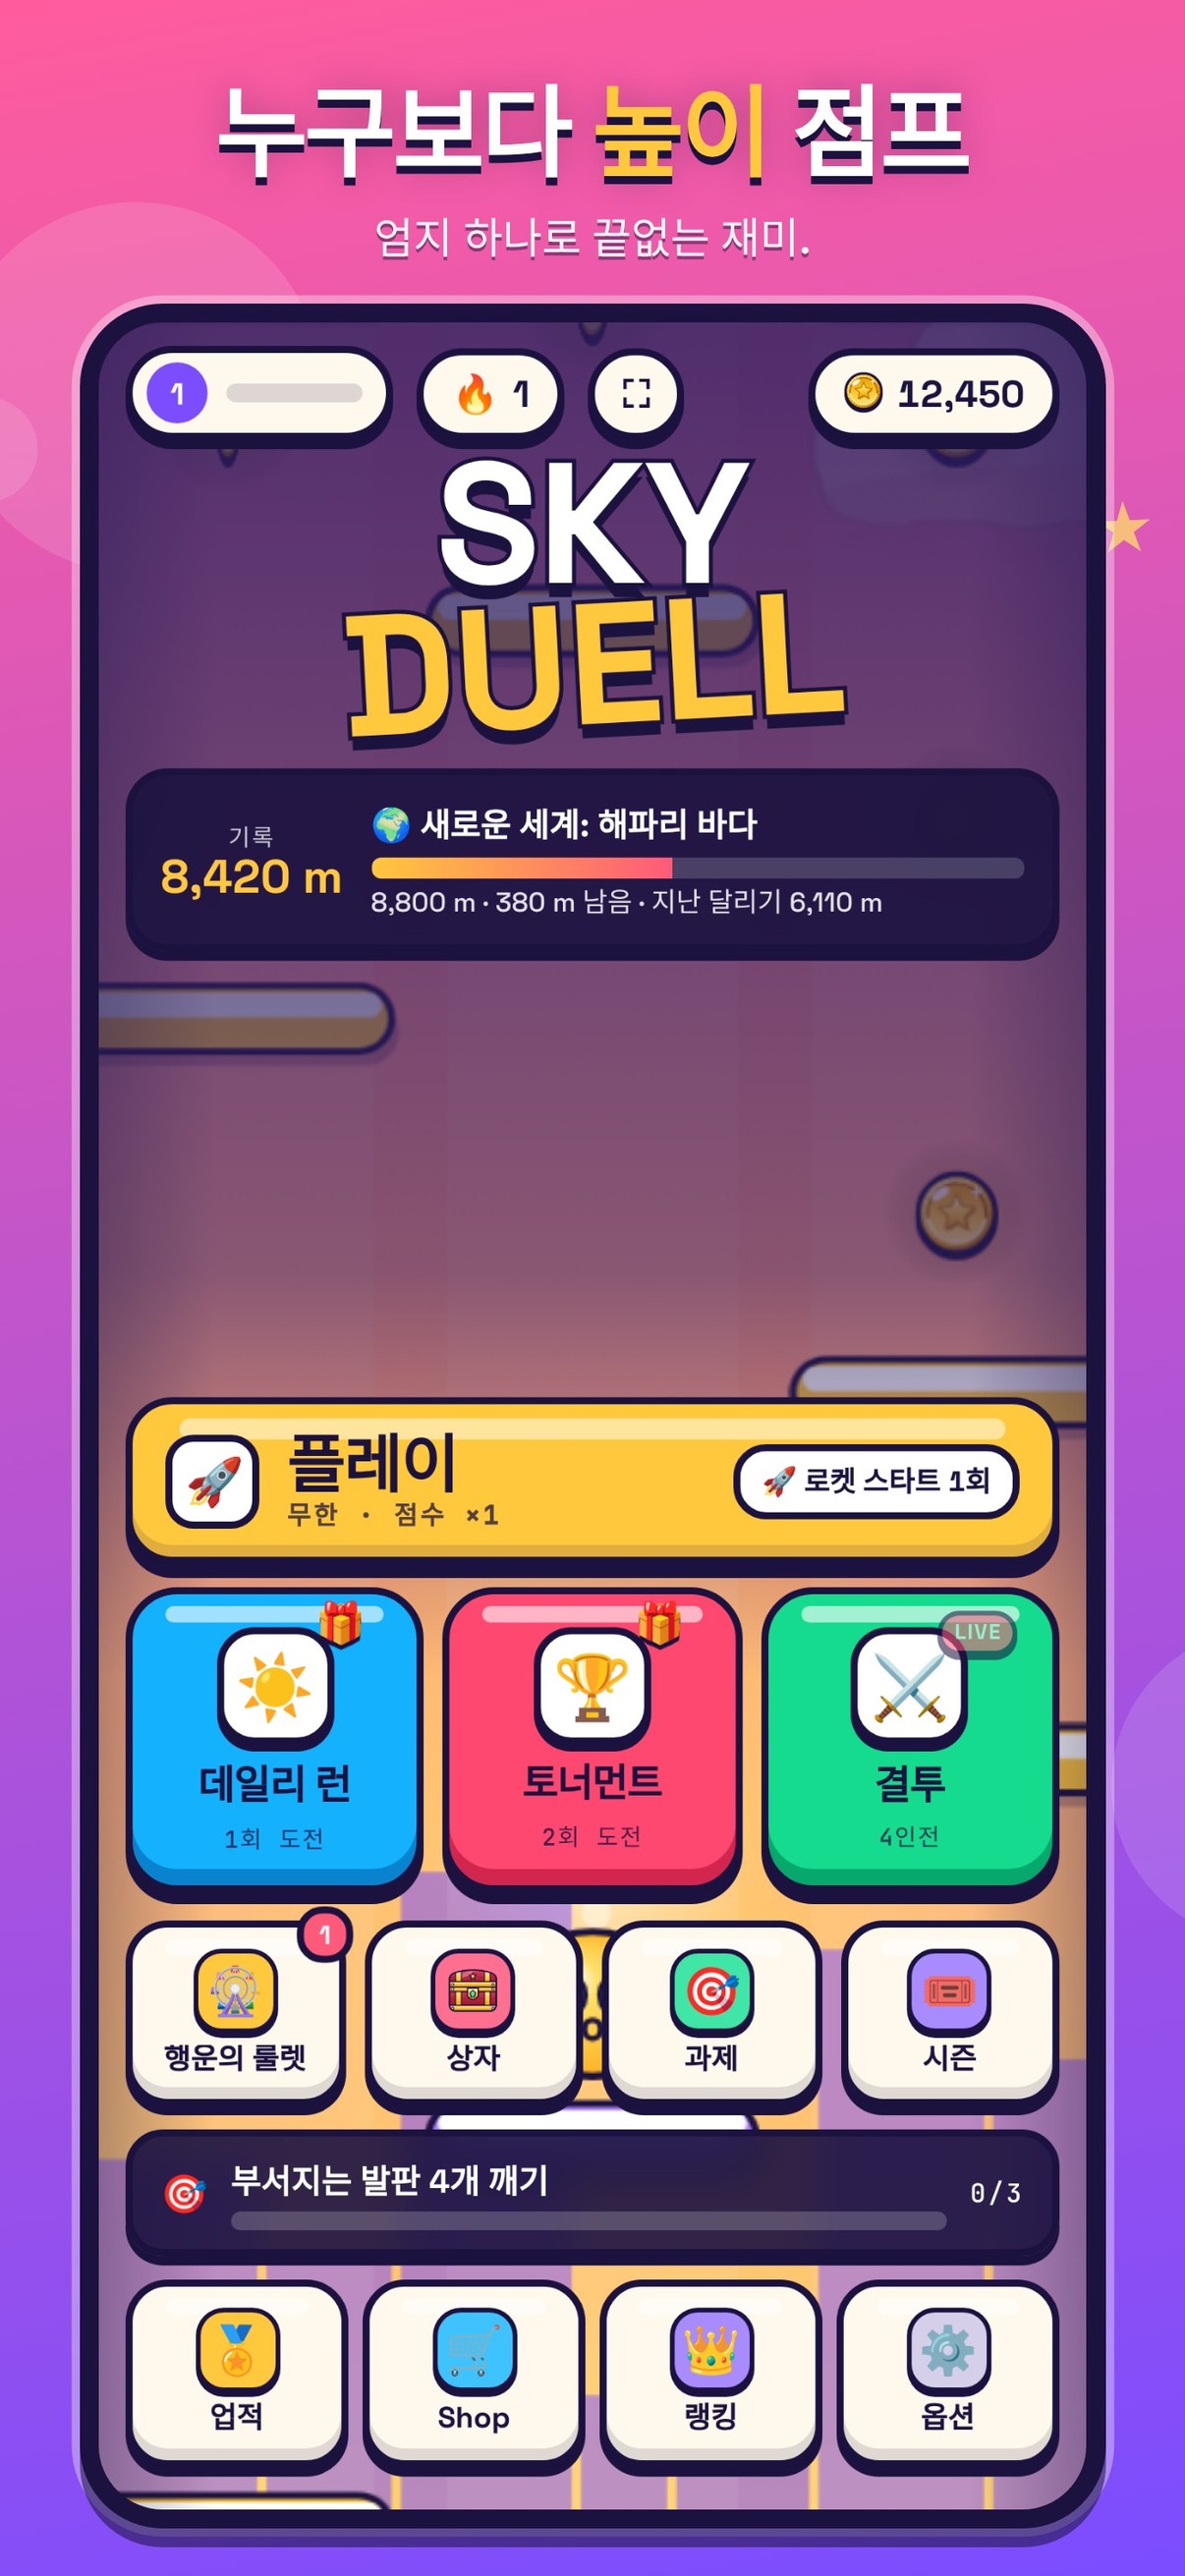 누구보다 높이 점프
엄지 하나로 끝없는 재미.
1
1
12,450
SKY
DUELL
기록
8,420 m
새로운 세계: 해파리 바다
8,800 m · 380 m 남음 · 지난 달리기 6,110 m
플레이
무한 · 점수 ×1
로켓 스타트 1회
데일리 런
1회 도전
토너먼트
2회 도전
LIVE
결투
4인전
1
행운의 룰렛
상자
과제
시즌
부서지는 발판 4개 깨기
0/3
업적
Shop
랭킹
옵션